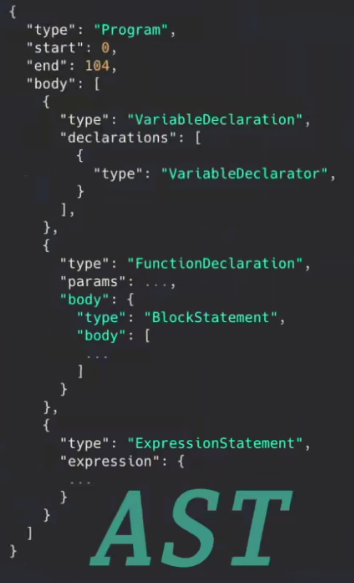 {
"type": "Program",
"start": 0,
"end": 104,
"body": [
{
"type": "VariableDeclaration",
"declarations": [
{
"type": "VariableDeclarator",
}
],
},
{
"type": "FunctionDeclaration",
"params": ...,
"body": {
"type": "BlockStatement",
"body": [
...
]
}
},
{
"type": "ExpressionStatement",
"expression": {
...
}
}
]
}
AST